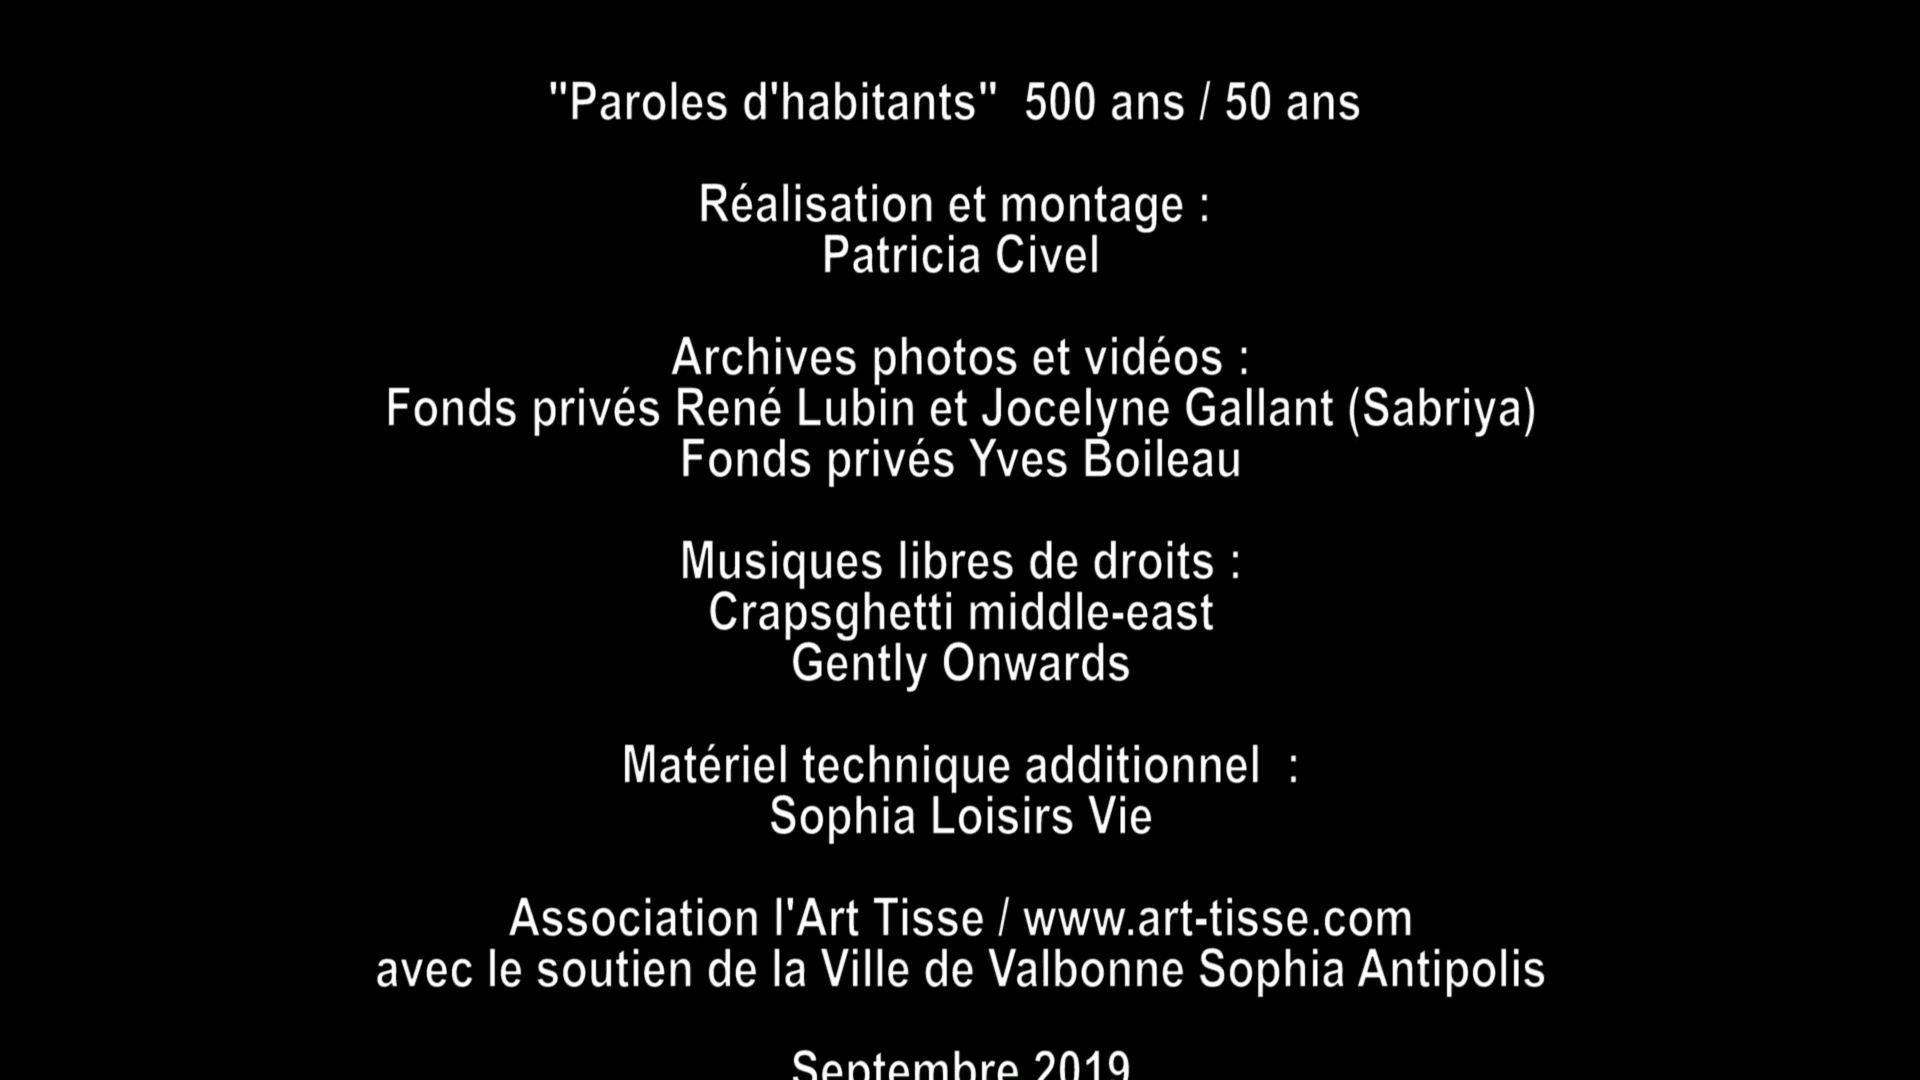 "Paroles d'habitants"  500 ans / 50 ans
Réalisation et montage :
Patricia Civel
Archives photos et vidéos :
Fonds privés René Lubin et Jocelyne Gallant (Sabriya)
Fonds privés Yves Boileau
Musiques libres de droits :
Crapsghetti middle-east
Gently Onwards
Matériel technique additionnel  :
Sophia Loisirs Vie
Association l'Art Tisse / www.art-tisse.com
avec le soutien de la Ville de Valbonne Sophia Antipolis
Septembre 2019